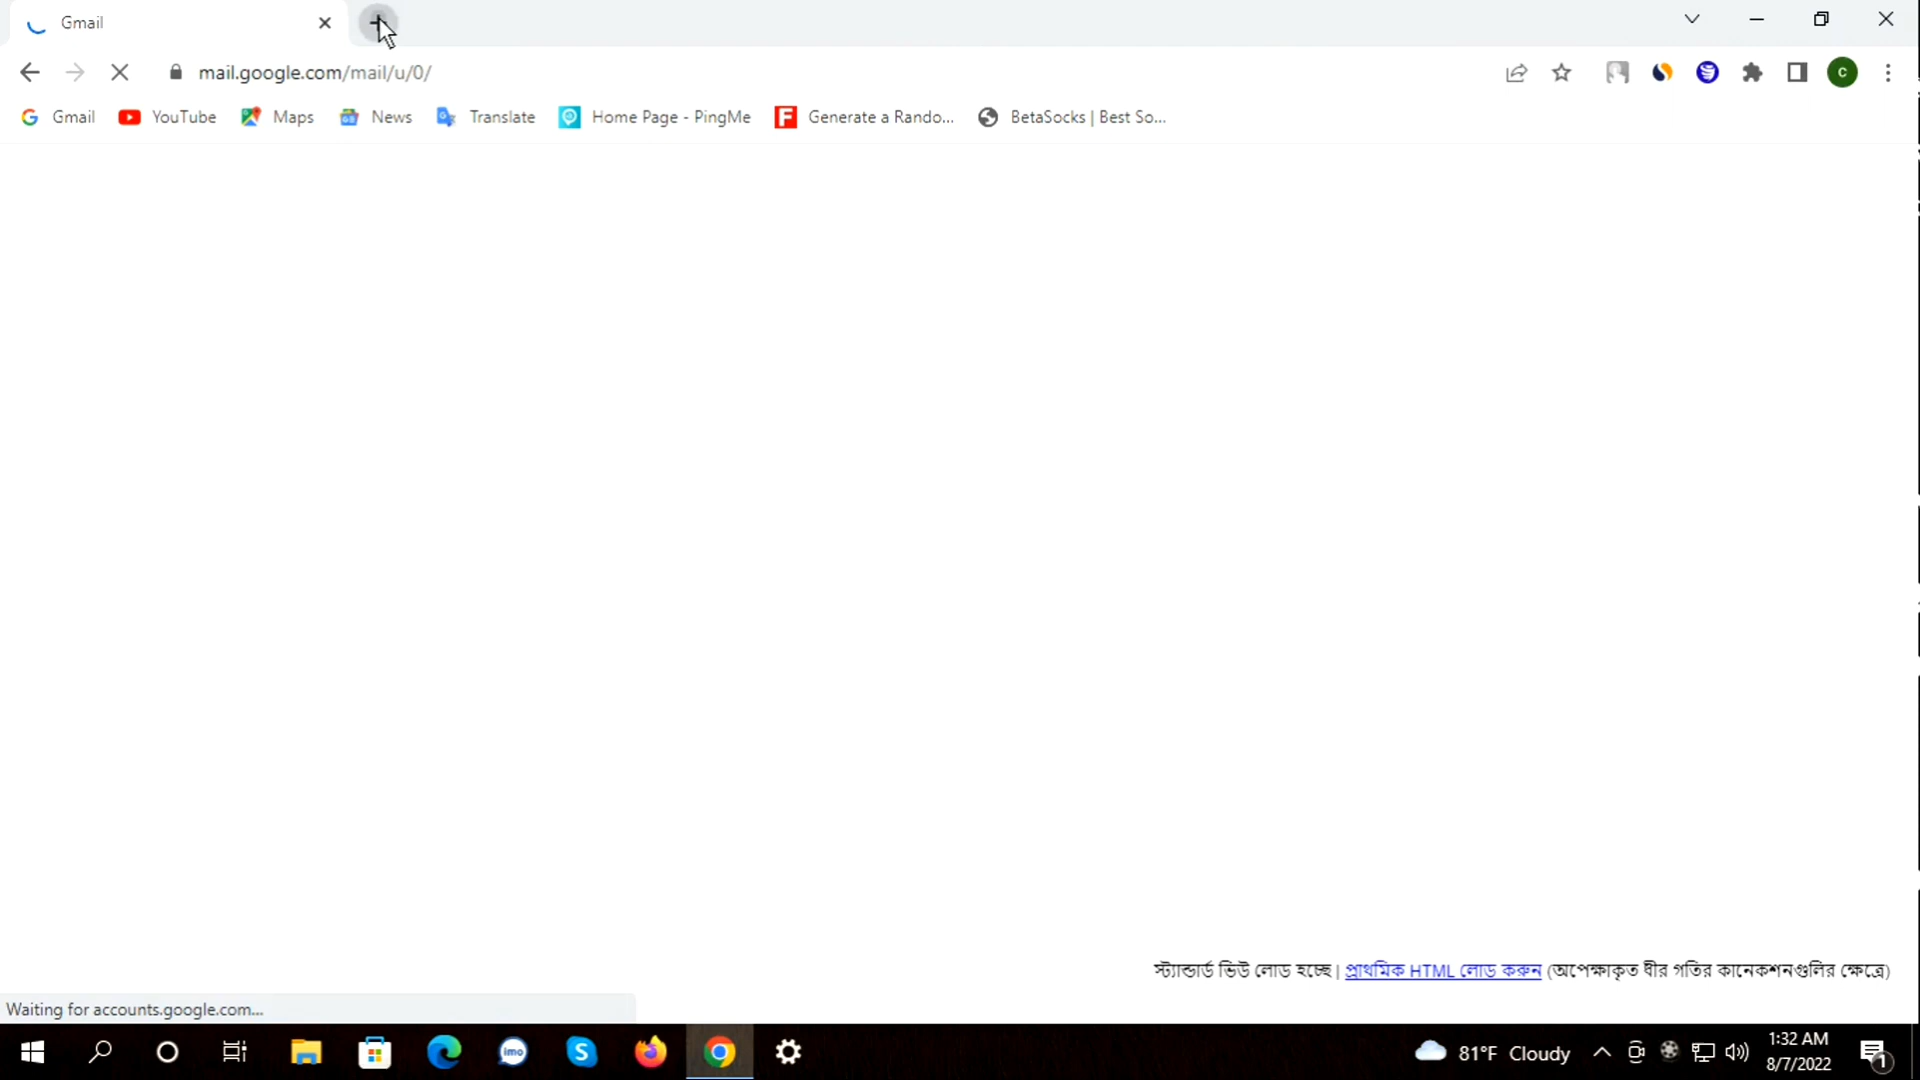 Gmail
mail.google.com/mail/u/0/
C
Gmail YouTube Maps News Translate Home Page - PingMe Generate a Rando... BetaSocks | Best So...
স্ট্যান্ডার্ড ভিউ লোড হচ্ছে | প্রাথমিক HTML লোড করুন (অপেক্ষাকৃত ধীর গতির কানেকশনগুলির ক্ষেত্রে)
Waiting for accounts.google.com...
imo
81°F Cloudy
1:32 AM
8/7/2022
1